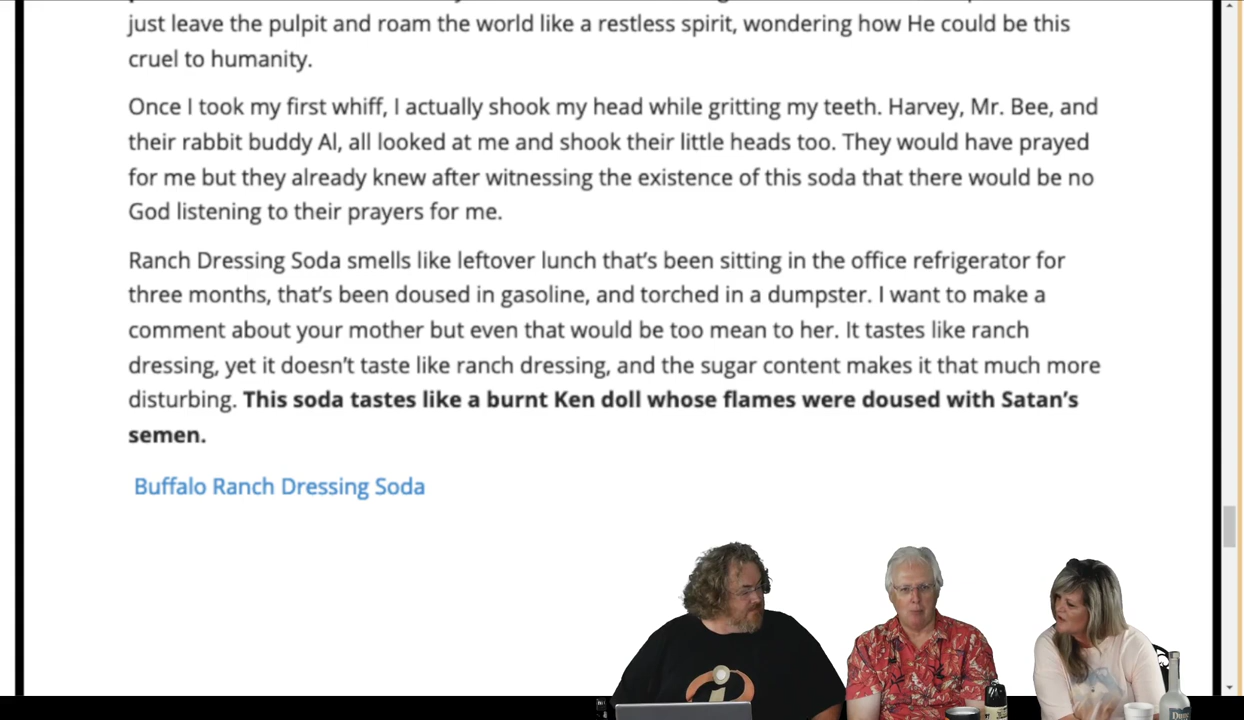 just leave the pulpit and roam the world like a restless spirit, wondering how He could be this
cruel to humanity.
Once I took my first whiff, I actually shook my head while gritting my teeth. Harvey, Mr. Bee, and
their rabbit buddy Al, all looked at me and shook their little heads too. They would have prayed
for me but they already knew after witnessing the existence of this soda that there would be no
God listening to their prayers for me.
Ranch Dressing Soda smells like leftover lunch that’s been sitting in the office refrigerator for
three months, that’s been doused in gasoline, and torched in a dumpster. I want to make a
comment about your mother but even that would be too mean to her. It tastes like ranch
dressing, yet it doesn’t taste like ranch dressing, and the sugar content makes it that much more
disturbing. This soda tastes like a burnt Ken doll whose flames were doused with Satan’s
semen.
Buffalo Ranch Dressing Soda